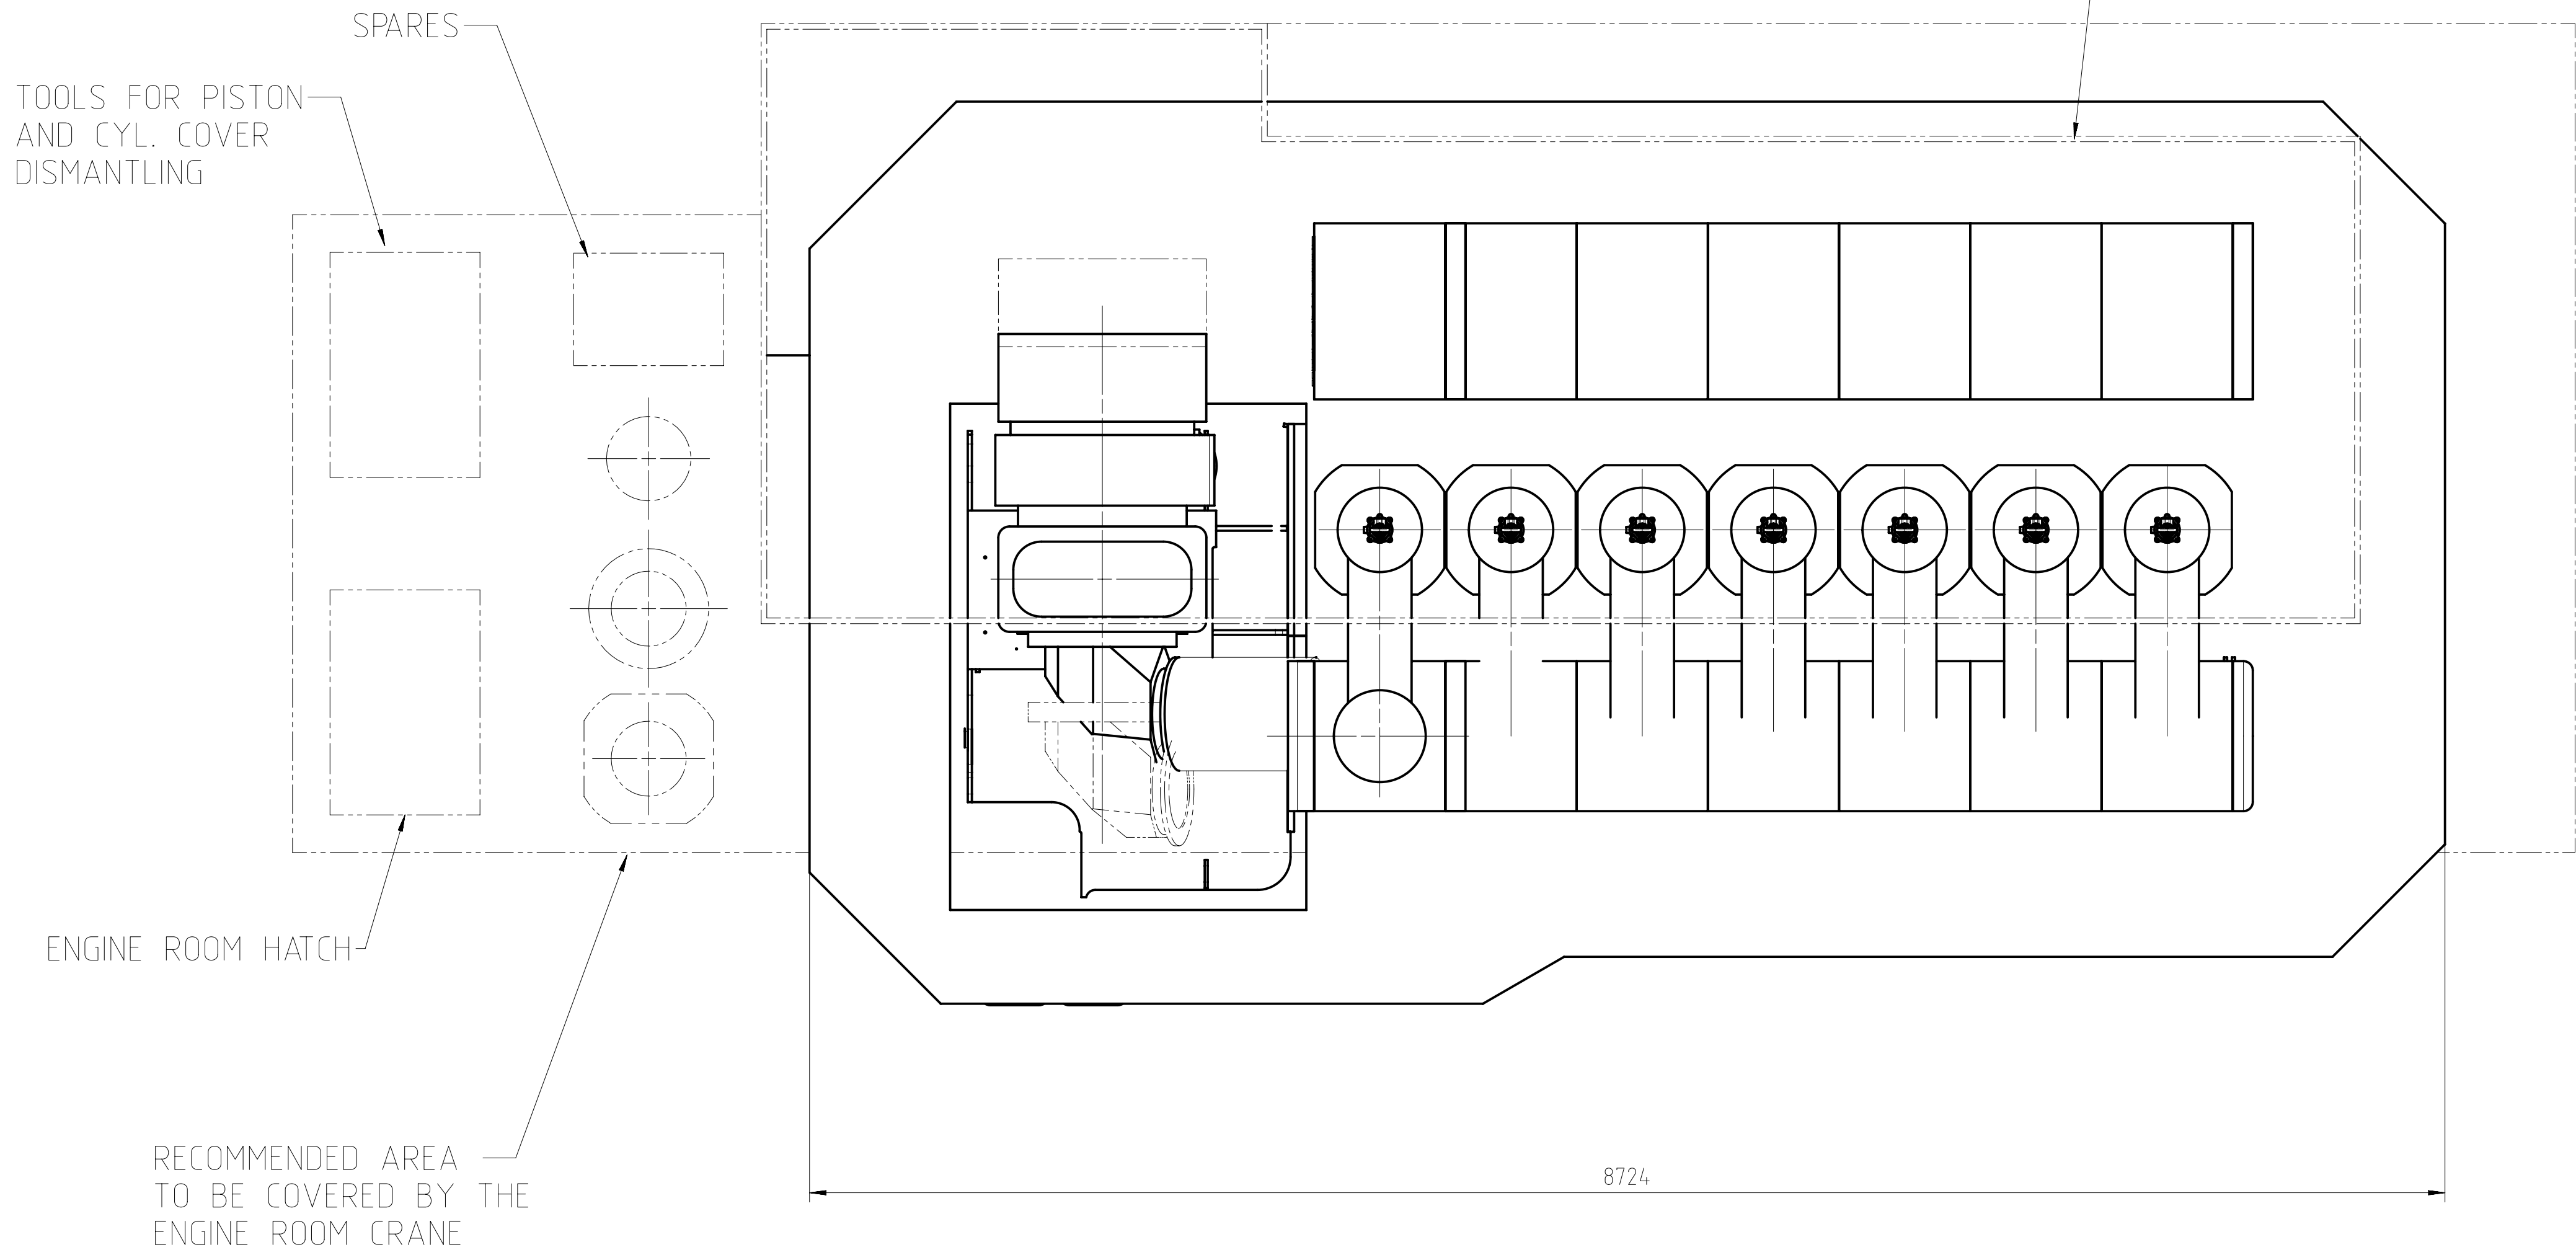 SPARES
TOOLS FOR PISTON
AND CYL. COVER
DISMANTLING
ENGINE ROOM HATCH
RECOMMENDED AREA
TO BE COVERED BY THE
ENGINE ROOM CRANE
8724